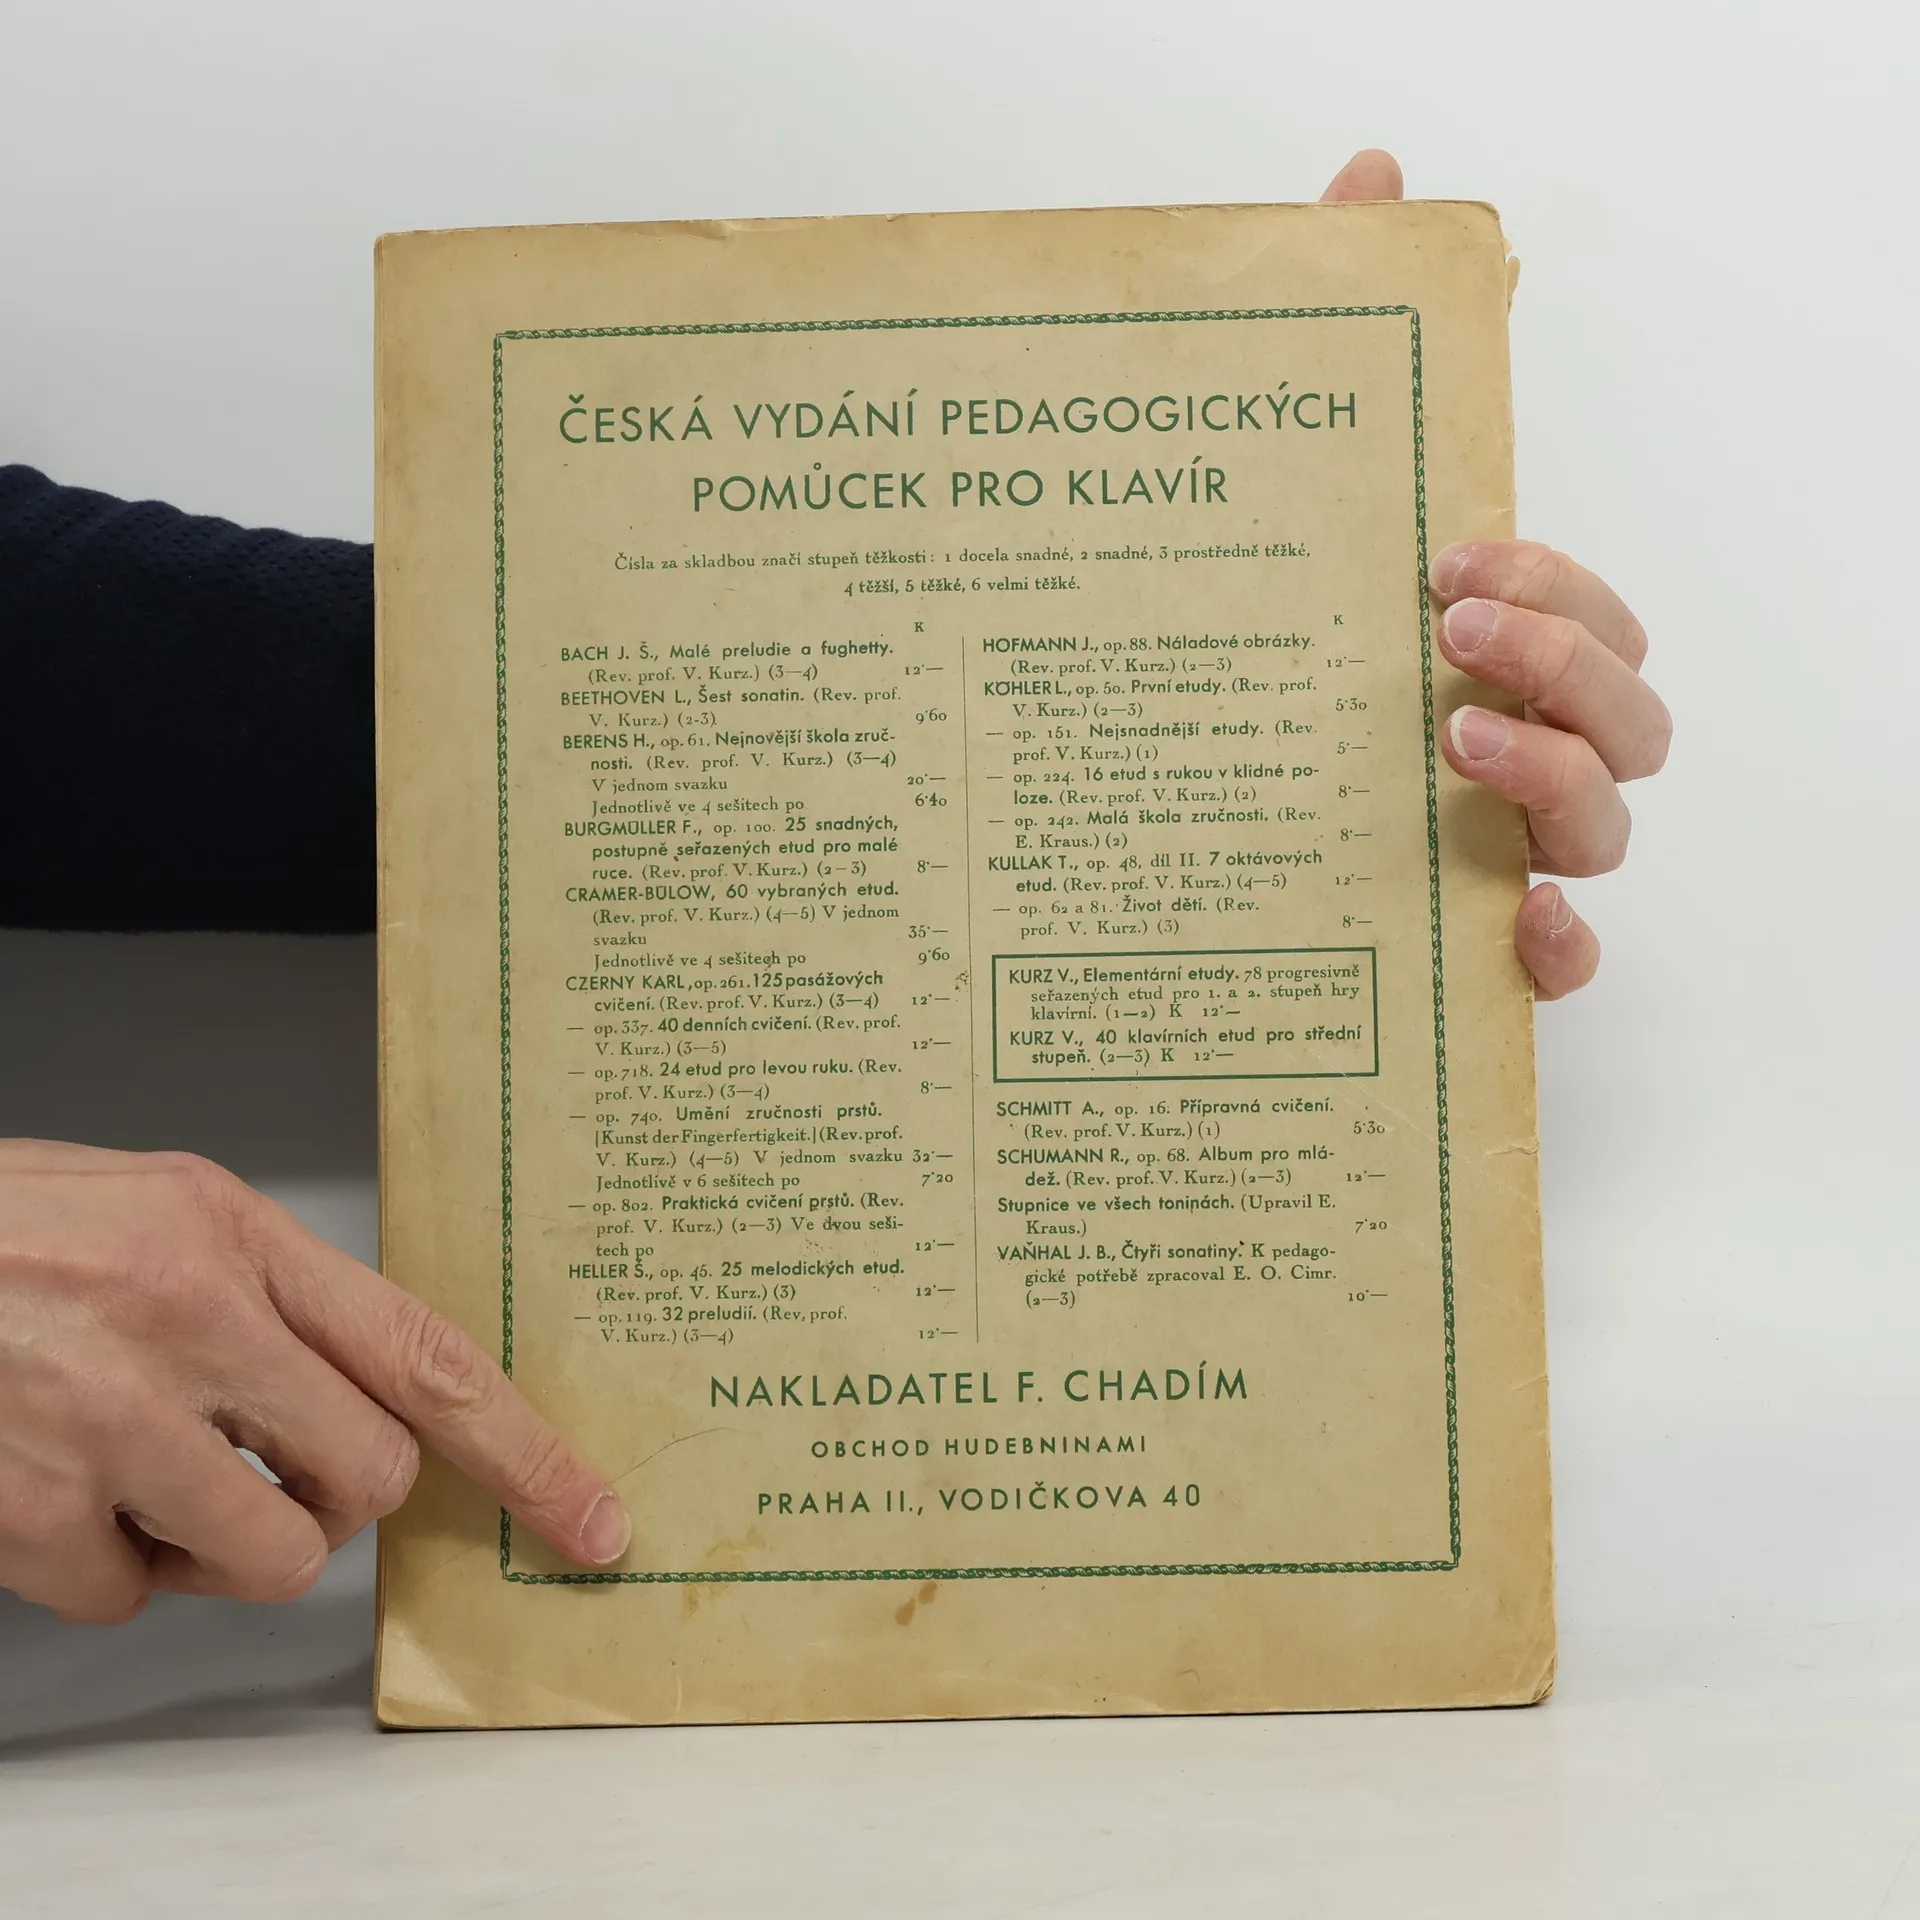 ČESKÁ VYDÁNÍ PEDAGOGICKÝCH
POMŮCEK PRO KLAVÍR
Čísla za skladbou značí stupeň těžkosti: 1 docela snadné, 2 snadné, 3 prostředně těžké,
4 těžší, 5 těžké, 6 velmi těžké.
K
BACH J. Š., Malé preludie a fughetty.
(Rev. prof. V. Kurz.) (3—4) 12·—
BEETHOVEN L., Šest sonatin. (Rev. prof.
V. Kurz.) (2-3) 9·60
BERENS H., op. 61. Nejnovější škola zruč-
nosti. (Rev. prof. V. Kurz.) (3—4)
V jednom svazku 20·—
Jednotlivě ve 4 sešitech po 6·40
BURGMÜLLER F., op. 100. 25 snadných,
postupně seřazených etud pro malé
ruce. (Rev. prof. V. Kurz.) (2—3) 8·—
CRAMER-BÜLOW, 60 vybraných etud.
(Rev. prof. V. Kurz.) (4—5) V jednom
svazku 35·—
Jednotlivě ve 4 sešitech po 9·60
CZERNY KARL, op. 261. 125 pasážových
cvičení. (Rev. prof. V. Kurz.) (3—4) 12·—
— op. 337. 40 denních cvičení. (Rev. prof.
V. Kurz.) (3—5) 12·—
— op. 718. 24 etud pro levou ruku. (Rev.
prof. V. Kurz.) (3—4) 8·—
— op. 740. Umění zručnosti prstů.
[Kunst der Fingerfertigkeit.] (Rev. prof.
V. Kurz.) (4—5) V jednom svazku 32·—
Jednotlivě v 6 sešitech po 7·20
— op. 802. Praktická cvičení prstů. (Rev.
prof. V. Kurz.) (2—3) Ve dvou seši-
tech po 12·—
HELLER Š., op. 45. 25 melodických etud.
(Rev. prof. V. Kurz.) (3) 12·—
— op. 119. 32 preludií. (Rev. prof.
V. Kurz.) (3—4) 12·—
K
HOFMANN J., op. 88. Náladové obrázky.
(Rev. prof. V. Kurz.) (2—3) 12·—
KÖHLER L., op. 50. První etudy. (Rev. prof.
V. Kurz.) (2—3) 5·30
— op. 151. Nejsnadnější etudy. (Rev.
prof. V. Kurz.) (1) 5·—
— op. 224. 16 etud s rukou v klidné po-
loze. (Rev. prof. V. Kurz.) (2) 8·—
— op. 242. Malá škola zručnosti. (Rev.
E. Kraus.) (2) 8·—
KULLAK T., op. 48, díl II. 7 oktávových
etud. (Rev. prof. V. Kurz.) (4—5) 12·—
— op. 62 a 81. Život dětí. (Rev.
prof. V. Kurz.) (3) 8·—
KURZ V., Elementární etudy. 78 progresivně
seřazených etud pro 1. a 2. stupeň hry
klavírní. (1—2) K 12·—
KURZ V., 40 klavírních etud pro střední
stupeň. (2—3) K 12·—
SCHMITT A., op. 16. Přípravná cvičení.
(Rev. prof. V. Kurz.) (1) 5·30
SCHUMANN R., op. 68. Album pro mlá-
dež. (Rev. prof. V. Kurz.) (2—3) 12·—
Stupnice ve všech toninách. (Upravil E.
Kraus.) 7·20
VAŇHAL J. B., Čtyři sonatiny. K pedago-
gické potřebě zpracoval E. O. Cimr.
(2—3) 10·—
NAKLADATEL F. CHADÍM
OBCHOD HUDEBNINAMI
PRAHA II., VODIČKOVA 40